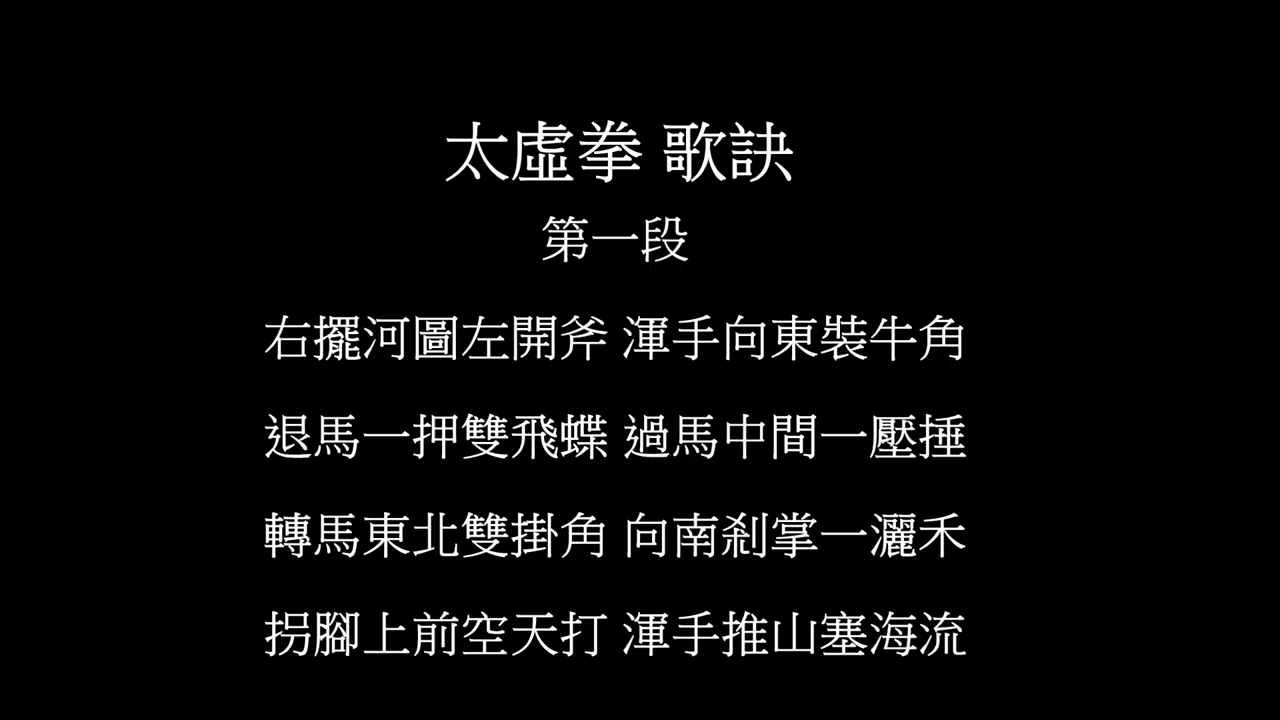 太虛拳 歌訣
第一段
右擺河圖左開斧 渾手向東裝牛角
退馬一押雙飛蝶 過馬中間一壓捶
轉馬東北雙掛角 向南剎掌一灑禾
拐腳上前空天打 渾手推山塞海流